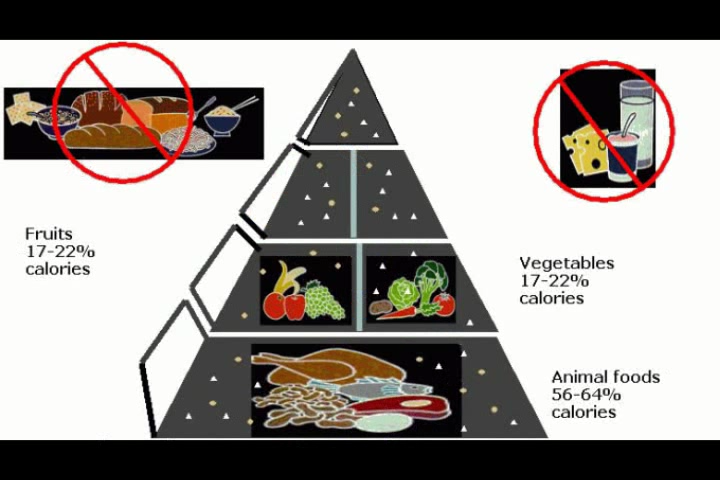 Fruits
17-22%
calories
Vegetables
17-22%
calories
Animal foods
56-64%
calories